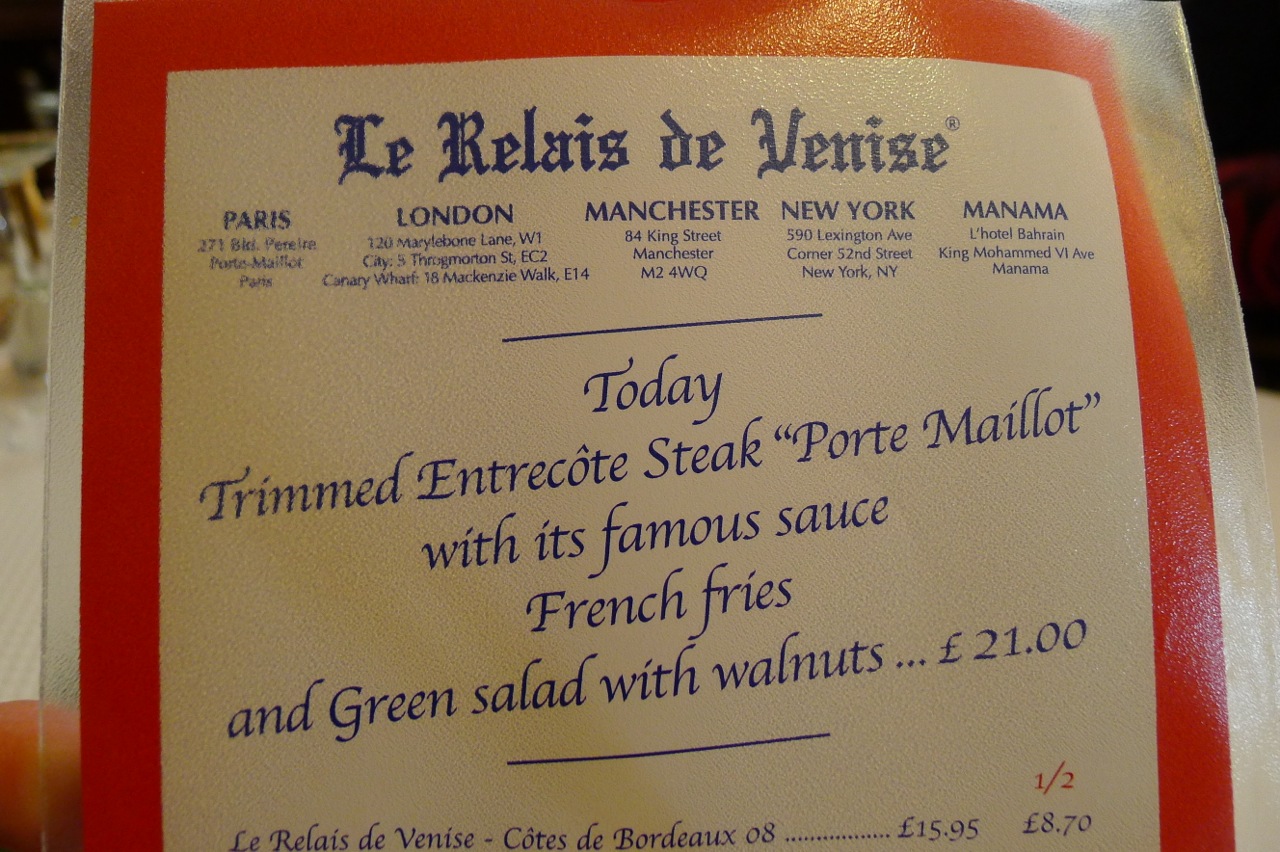 Le Relais de Venise®
PARIS
271 Bld. Pereire
Porte-Maillot
Paris
LONDON
120 Marylebone Lane, W1
City: 5 Throgmorton St, EC2
Canary Wharf: 18 Mackenzie Walk, E14
MANCHESTER
84 King Street
Manchester
M2 4WQ
NEW YORK
590 Lexington Ave
Corner 52nd Street
New York, NY
MANAMA
L'hotel Bahrain
King Mohammed VI Ave
Manama
Today
Trimmed Entrecôte Steak “Porte Maillot”
with its famous sauce
French fries
and Green salad with walnuts ... £ 21.00
1/2
Le Relais de Venise - Côtes de Bordeaux 08 ................. £15.95 £8.70